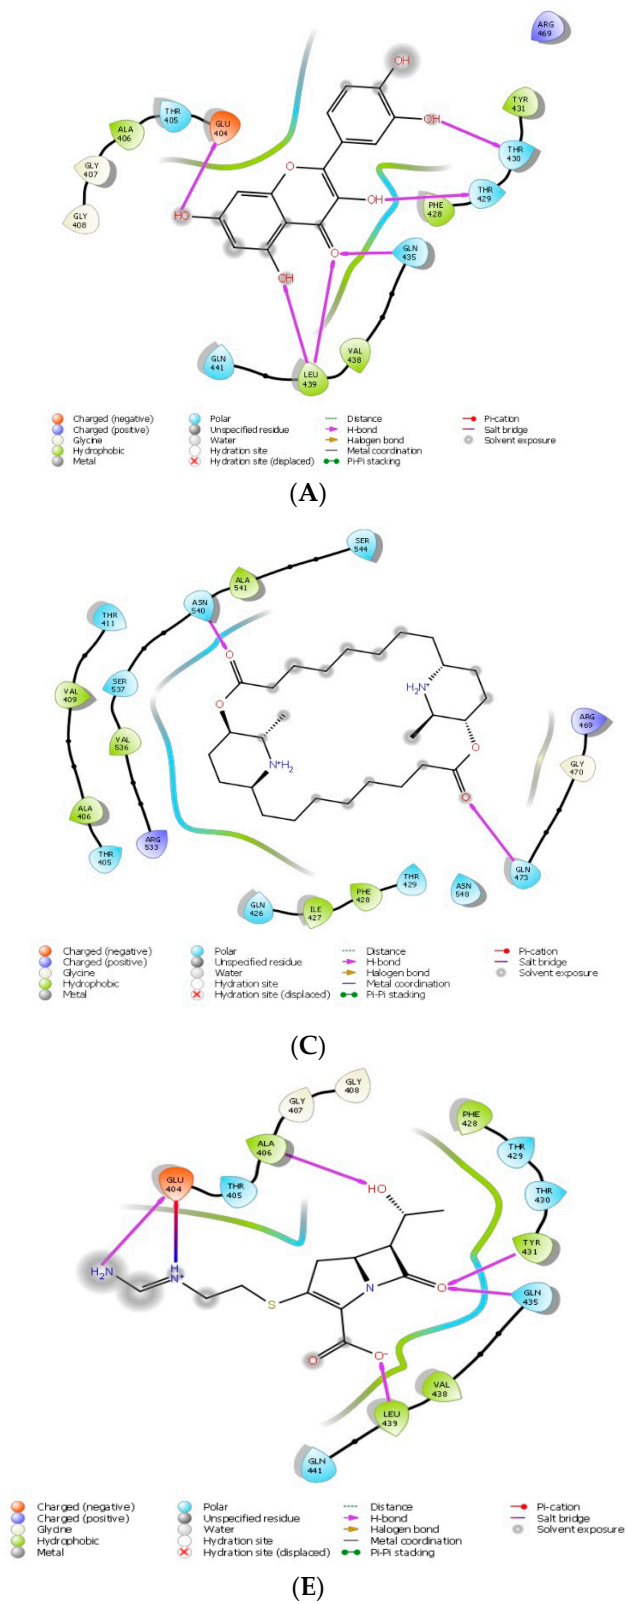 ARG
469
TYR
431
THR
405
GLU
404
ALA
406
OH
OH
THR
430
GLY
407
GLY
408
O
HO
OH
PHE
428
THR
429
O
OH
GLN
435
GLN
441
VAL
438
LEU
439
Charged (negative) Polar Distance Pi-cation
Charged (positive) Unspecified residue H-bond Salt bridge
Glycine Water Halogen bond Solvent exposure
Hydrophobic Hydration site Metal coordination
Metal Hydration site (displaced) Pi-Pi stacking
(A)
SER
544
ALA
541
ASN
540
THR
411
O
SER
537
H₂N⁺
VAL
409
O
ARG
469
VAL
536
O
GLY
470
N⁺H₂
O
ALA
406
ARG
533
THR
405
GLN
473
THR
429
ASN
548
PHE
428
GLN
426
ILE
427
Charged (negative) Polar Distance Pi-cation
Charged (positive) Unspecified residue H-bond Salt bridge
Glycine Water Halogen bond Solvent exposure
Hydrophobic Hydration site Metal coordination
Metal Hydration site (displaced) Pi-Pi stacking
(C)
GLY
408
GLY
407
PHE
428
ALA
406
THR
429
GLU
404
THR
405
HO
THR
430
TYR
431
H₂N
H
N⁺
N
O
S
GLN
435
O
O⁻
VAL
438
LEU
439
GLN
441
Charged (negative) Polar Distance Pi-cation
Charged (positive) Unspecified residue H-bond Salt bridge
Glycine Water Halogen bond Solvent exposure
Hydrophobic Hydration site Metal coordination
Metal Hydration site (displaced) Pi-Pi stacking
(E)